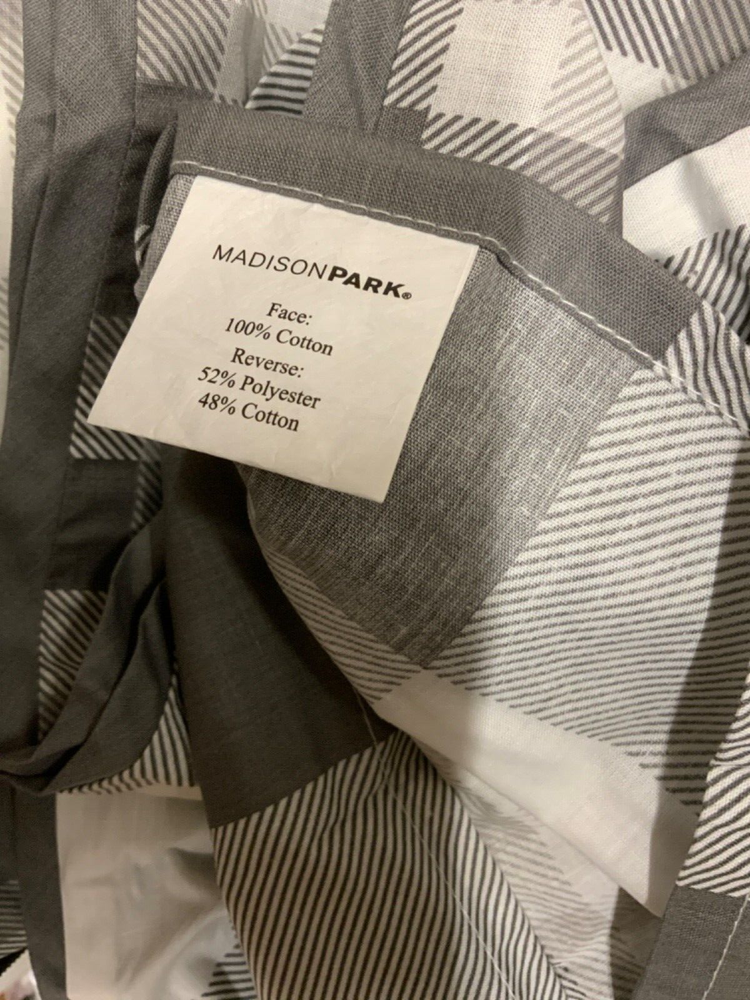 MADISONPARK®
Face:
100% Cotton
Reverse:
52% Polyester
48% Cotton